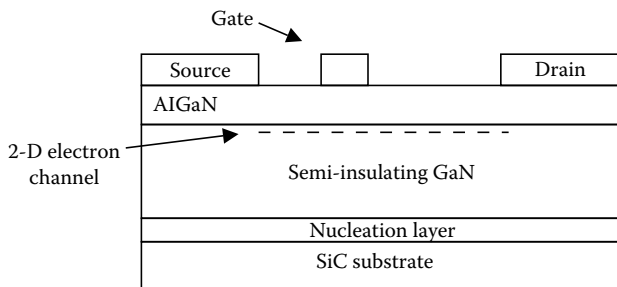 Gate
Source
Drain
AlGaN
2-D electron
channel
Semi-insulating GaN
Nucleation layer
SiC substrate